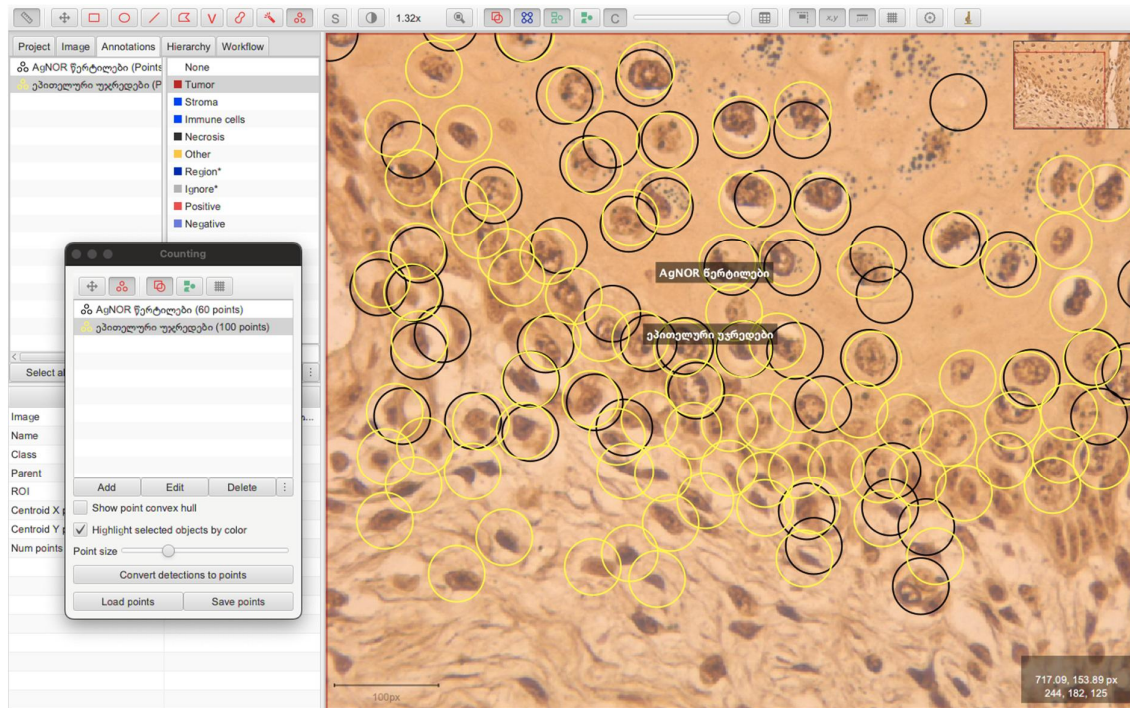 S
1.32x
C
x,y
μm
Project
Image
Annotations
Hierarchy
Workflow
AgNOR წერტილები (Points
ეპითელური უჯრედები (P
None
Tumor
Stroma
Immune cells
Necrosis
Other
Region*
Ignore*
Positive
Negative
Counting
AgNOR წერტილები (60 points)
ეპითელური უჯრედები (100 points)
Add
Edit
Delete
Show point convex hull
Highlight selected objects by color
Point size
Convert detections to points
Load points
Save points
Select al
Image
Name
Class
Parent
ROI
Centroid X p
Centroid Y p
Num points
AgNOR წერტილები
ეპითელური უჯრედები
100px
717.09, 153.89 px
244, 182, 125